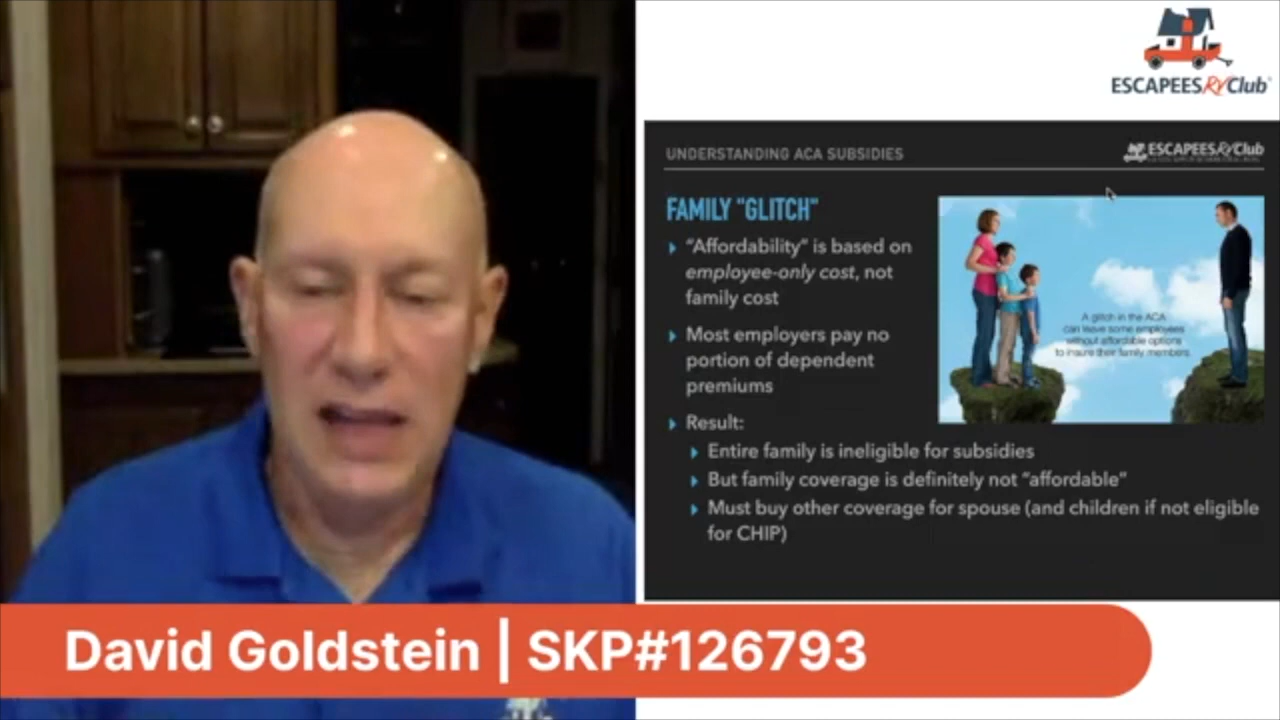 ESCAPEES RV Club
UNDERSTANDING ACA SUBSIDIES
ESCAPEES RV Club
FAMILY "GLITCH"
“Affordability” is based on
employee-only cost, not
family cost
Most employers pay no
portion of dependent
premiums
Result:
Entire family is ineligible for subsidies
But family coverage is definitely not “affordable”
Must buy other coverage for spouse (and children if not eligible
for CHIP)
A glitch in the ACA
can leave some employees
without affordable options
to insure their family members
David Goldstein | SKP#126793